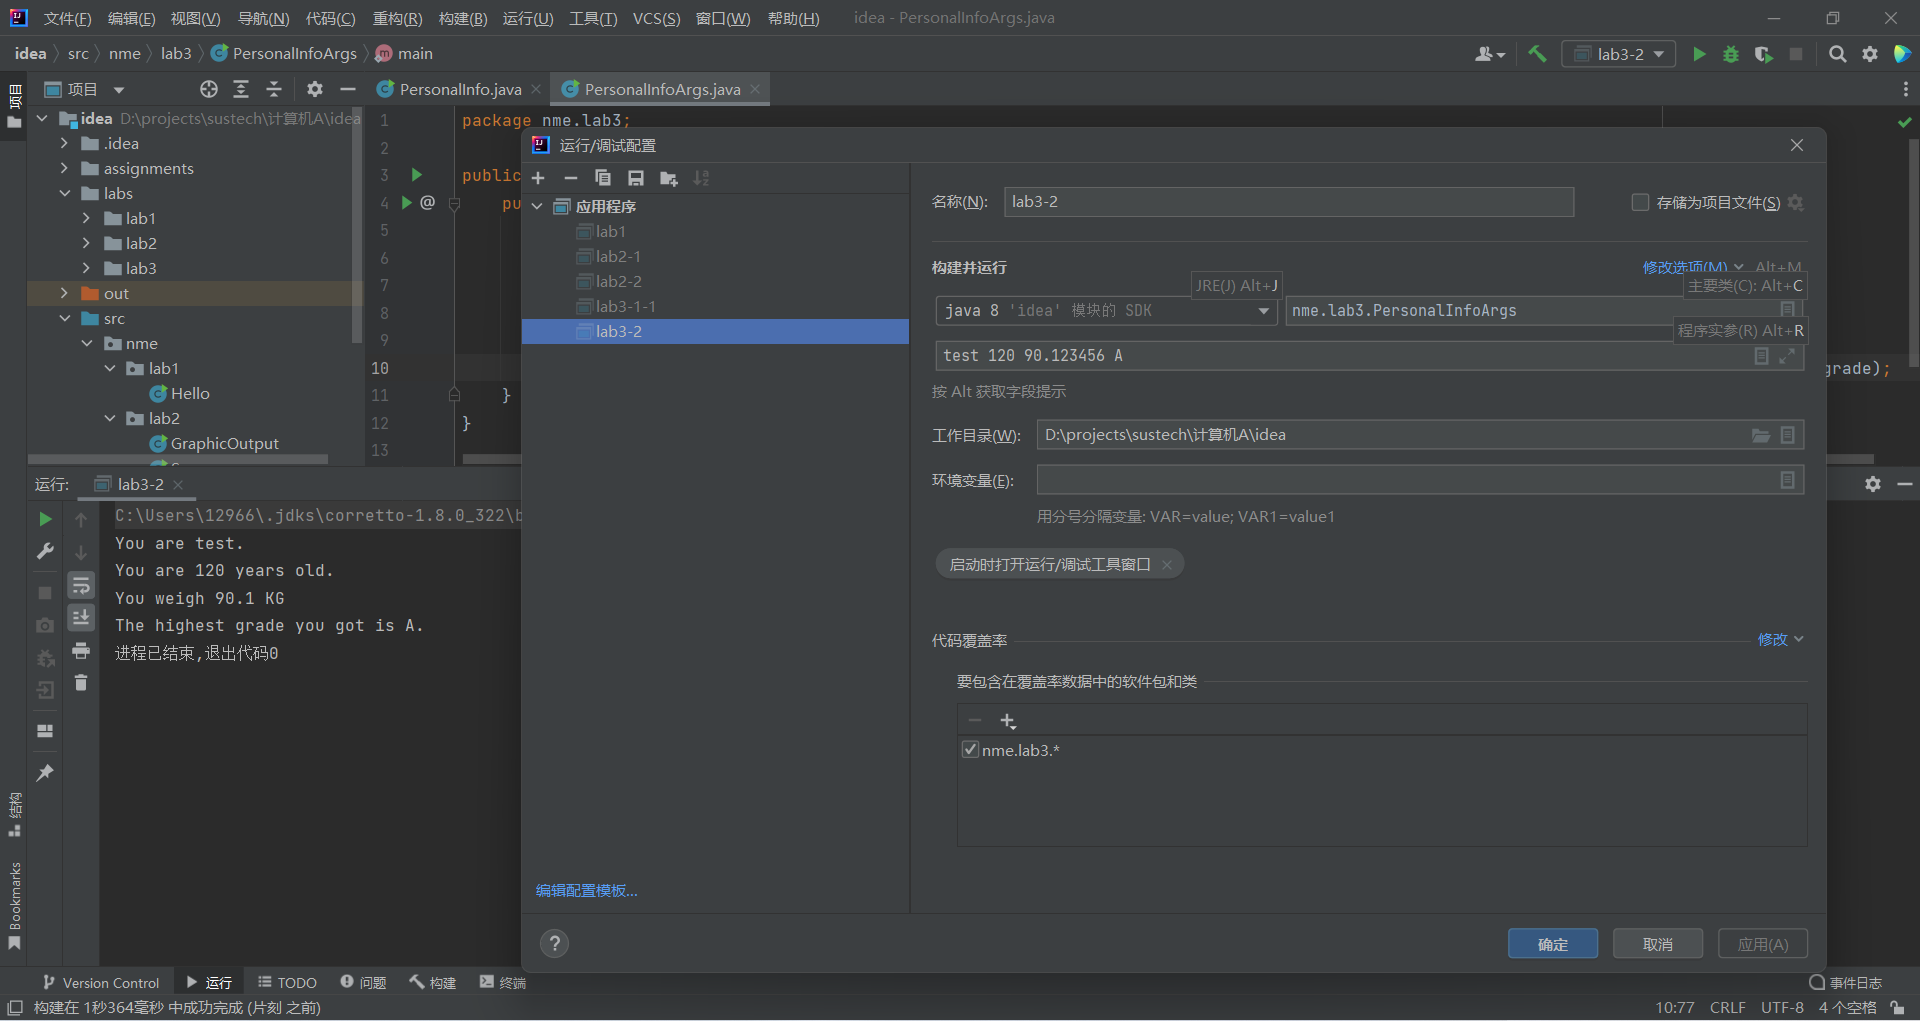 文件(F) 编辑(E) 视图(V) 导航(N) 代码(C) 重构(R) 构建(B) 运行(U) 工具(T) VCS(S) 窗口(W) 帮助(H) idea - PersonalInfoArgs.java
idea src nme lab3 PersonalInfoArgs main
lab3-2
项目
项目
PersonalInfo.java
PersonalInfoArgs.java
idea D:\projects\sustech\计算机A\idea
.idea
assignments
labs
lab1
lab2
lab3
out
src
nme
lab1
Hello
lab2
GraphicOutput
1 package nme.lab3;
2
3 public
4 @ pu
5
6
7
8
9
10 grade);
11 }
12 }
13
运行/调试配置
应用程序
lab1
lab2-1
lab2-2
lab3-1-1
lab3-2
编辑配置模板...
名称(N): lab3-2
存储为项目文件(S)
构建并运行
修改选项(M) Alt+M
JRE(J) Alt+J
主要类(C): Alt+C
java 8 'idea' 模块的 SDK
nme.lab3.PersonalInfoArgs
程序实参(R) Alt+R
test 120 90.123456 A
按 Alt 获取字段提示
工作目录(W): D:\projects\sustech\计算机A\idea
环境变量(E):
用分号分隔变量: VAR=value; VAR1=value1
启动时打开运行/调试工具窗口
代码覆盖率
修改
要包含在覆盖率数据中的软件包和类
nme.lab3.*
?
确定
取消
应用(A)
运行: lab3-2
C:\Users\12966\.jdks\corretto-1.8.0_322\b
You are test.
You are 120 years old.
You weigh 90.1 KG
The highest grade you got is A.
进程已结束,退出代码0
结构
Bookmarks
Version Control 运行 TODO 问题 构建 终端 事件日志
构建在 1秒364毫秒 中成功完成 (片刻 之前)
10:77 CRLF UTF-8 4 个空格